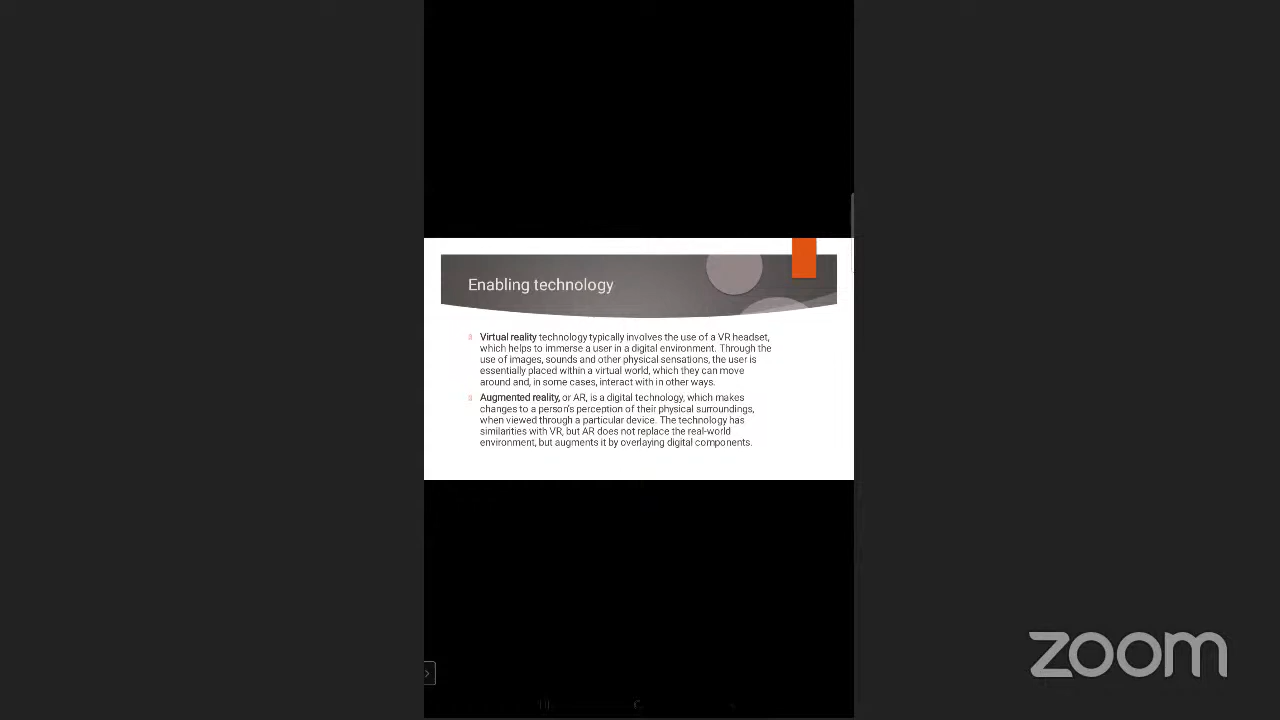 Enabling technology
Virtual reality technology typically involves the use of a VR headset,
which helps to immerse a user in a digital environment. Through the
use of images, sounds and other physical sensations, the user is
essentially placed within a virtual world, which they can move
around and, in some cases, interact with in other ways.
Augmented reality, or AR, is a digital technology, which makes
changes to a person's perception of their physical surroundings,
when viewed through a particular device. The technology has
similarities with VR, but AR does not replace the real-world
environment, but augments it by overlaying digital components.
zoom